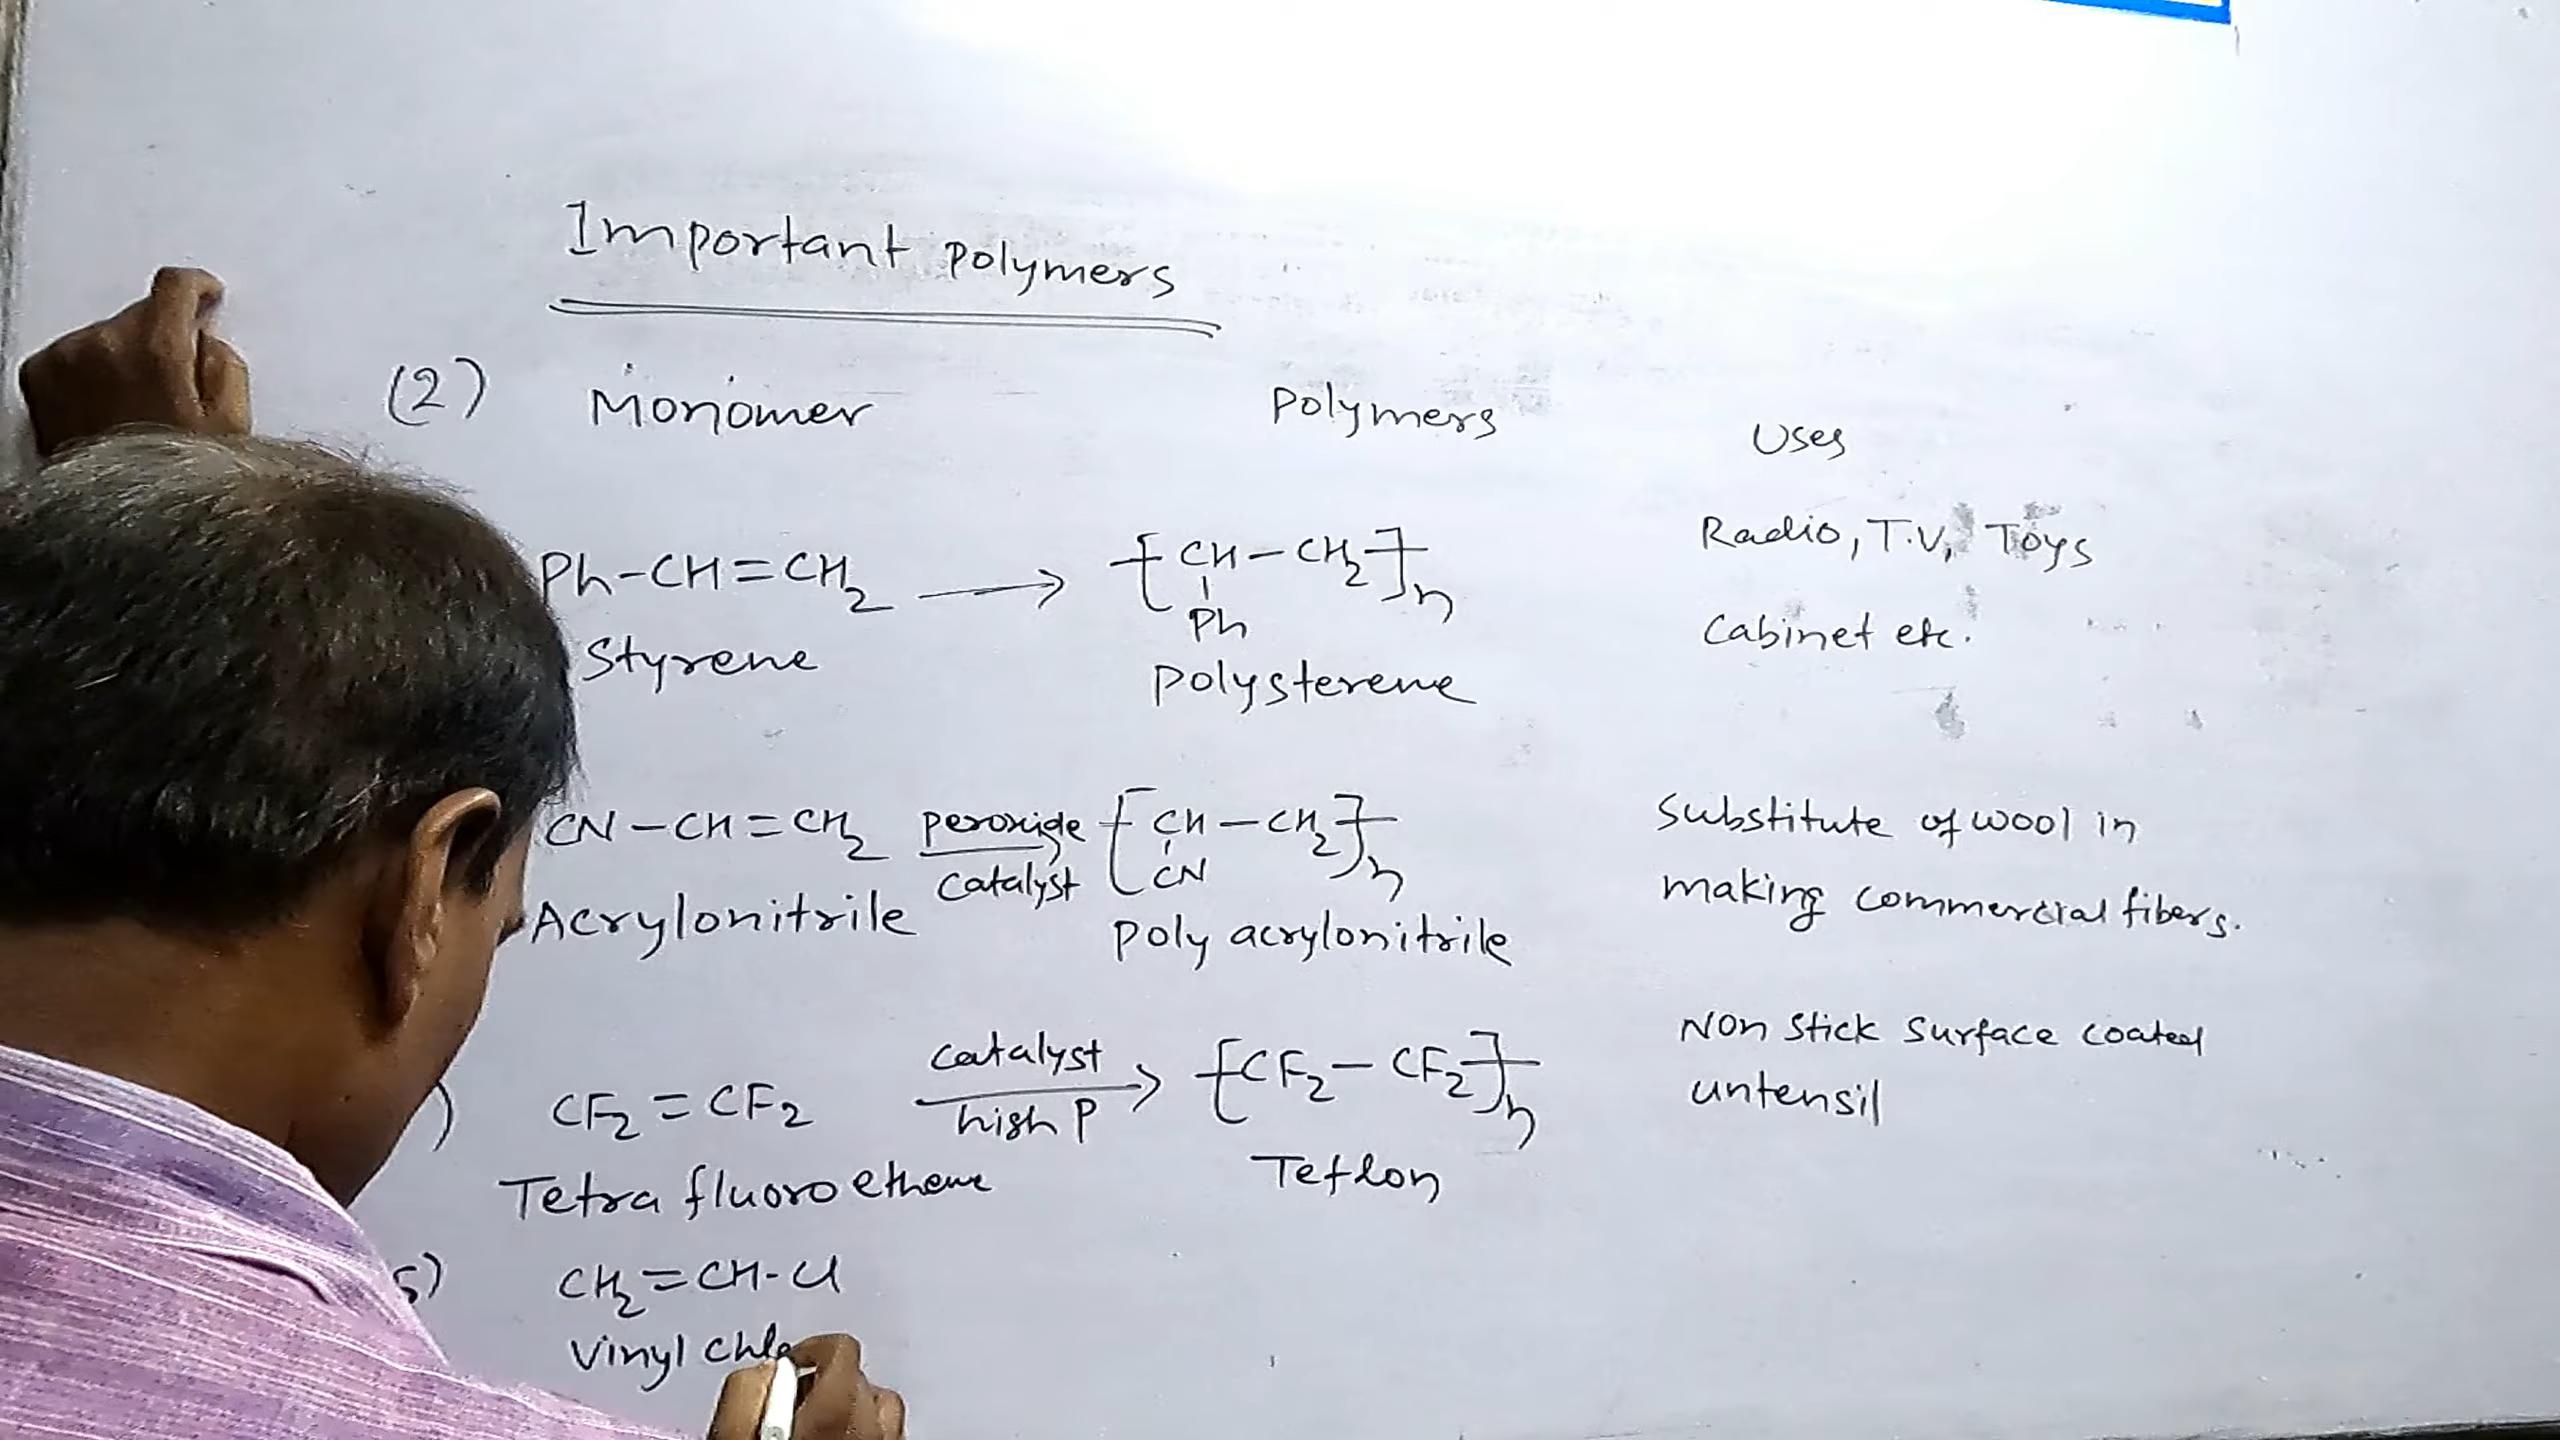 Important Polymers
(2) Monomer Polymers Uses
Ph-CH=CH2 → [CH-CH2]n Radio, T.V, Toys
Ph
Styrene Polysterene Cabinet etc.
CN-CH=CH2 peroxide [CH-CH2]n Substitute of wool in
catalyst CN
Acrylonitrile Poly acrylonitrile making commercial fibers.
) CF2=CF2 catalyst → [CF2-CF2]n Non stick surface coated
high P untensil
Tetra fluoro ethene Teflon
5) CH2=CH-Cl
Vinyl chlo